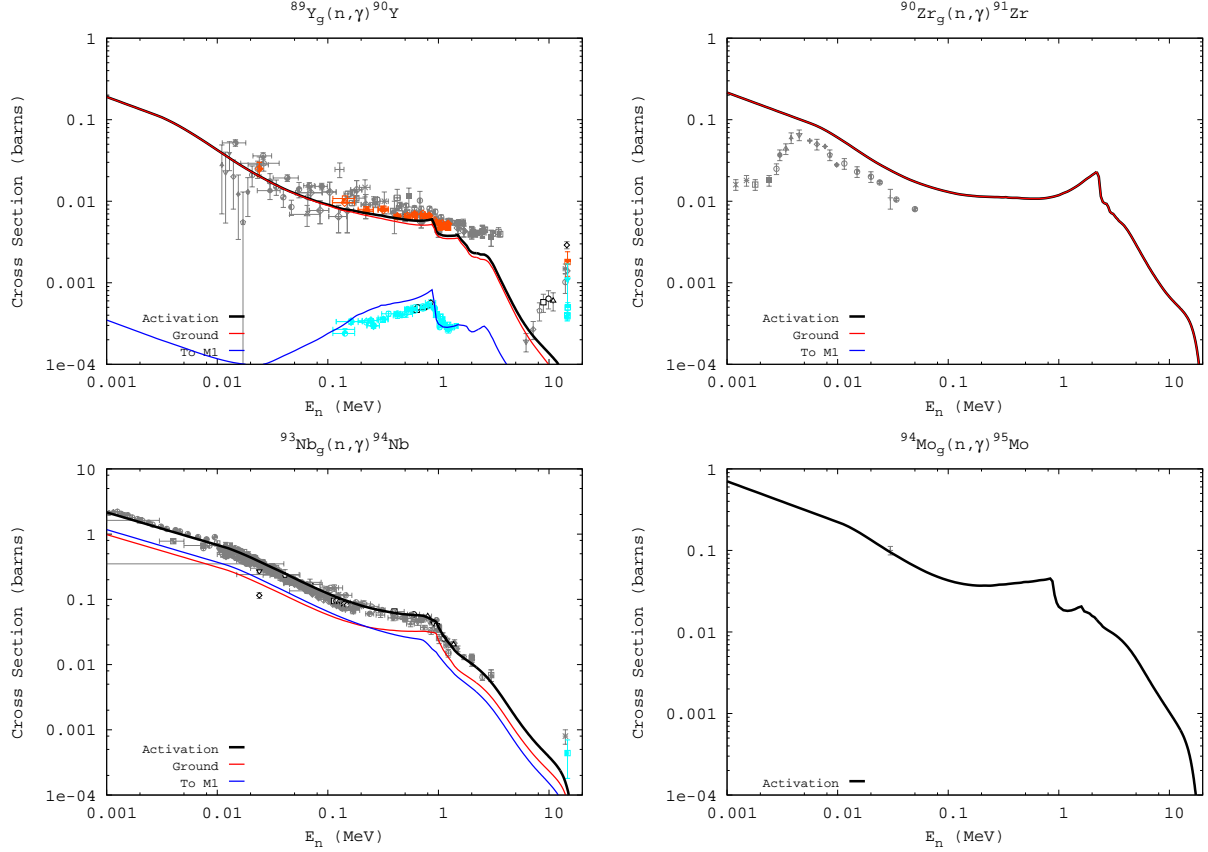 ⁸⁹Y_g(n,γ)⁹⁰Y
1
0.1
0.01
0.001
1e-04
0.001 0.01 0.1 1 10
Cross Section (barns)
E_n (MeV)
Activation
Ground
To M1
⁹⁰Zr_g(n,γ)⁹¹Zr
1
0.1
0.01
0.001
1e-04
0.001 0.01 0.1 1 10
Cross Section (barns)
E_n (MeV)
Activation
Ground
To M1
⁹³Nb_g(n,γ)⁹⁴Nb
10
1
0.1
0.01
0.001
1e-04
0.001 0.01 0.1 1 10
Cross Section (barns)
E_n (MeV)
Activation
Ground
To M1
⁹⁴Mo_g(n,γ)⁹⁵Mo
1
0.1
0.01
0.001
1e-04
0.001 0.01 0.1 1 10
Cross Section (barns)
E_n (MeV)
Activation